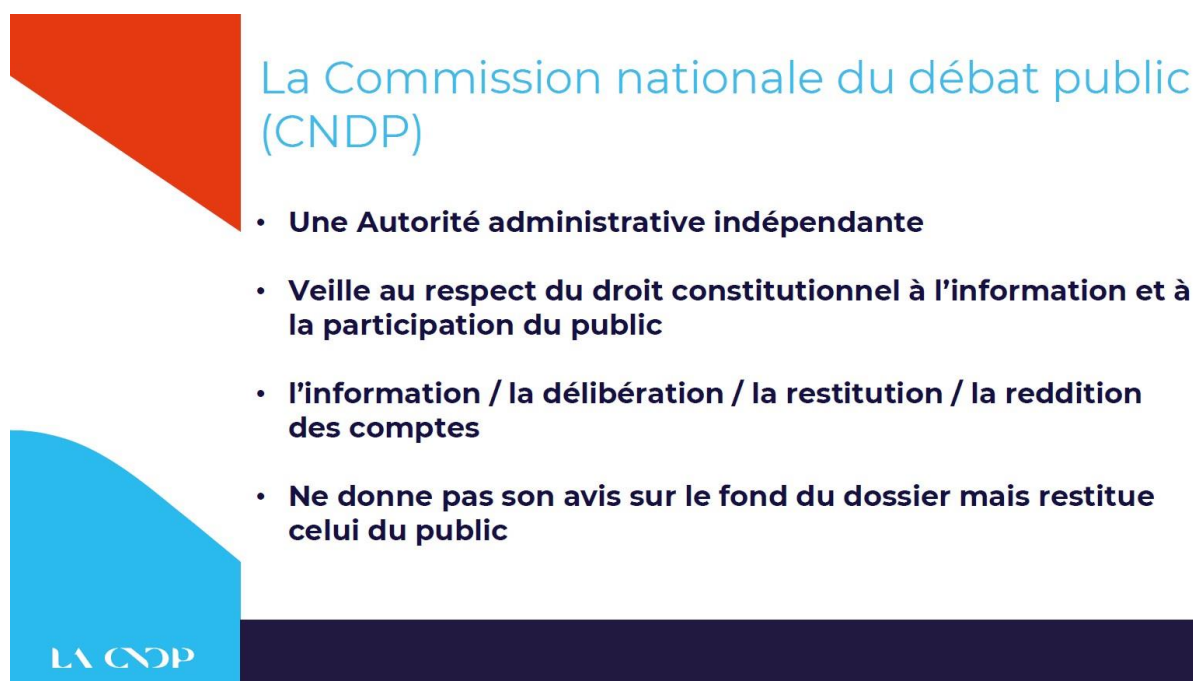 La Commission nationale du débat public
(CNDP)
• Une Autorité administrative indépendante
• Veille au respect du droit constitutionnel à l’information et à
la participation du public
• l’information / la délibération / la restitution / la reddition
des comptes
• Ne donne pas son avis sur le fond du dossier mais restitue
celui du public
LA CNDP